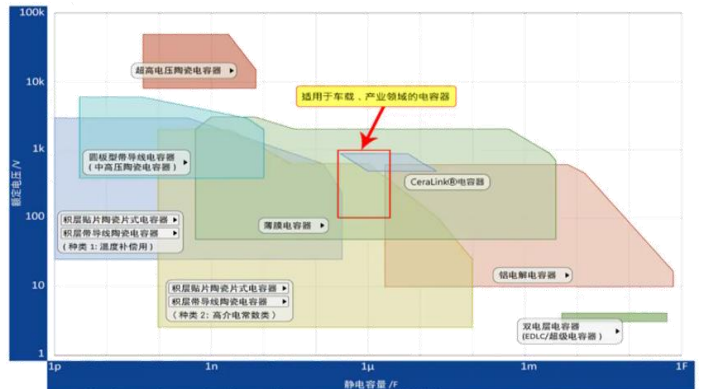 100k
10k
1k
100
10
1
额定电压/V
超高电压陶瓷电容器
适用于车载、产业领域的电容器
圆板型带导线电容器
(中高压陶瓷电容器)
CeraLink®电容器
积层贴片陶瓷片式电容器
积层带导线陶瓷电容器
(种类1:温度补偿用)
薄膜电容器
铝电解电容器
积层贴片陶瓷片式电容器
积层带导线陶瓷电容器
(种类2:高介电常数类)
双电层电容器
(EDLC/超级电容器)
1p
1n
1μ
1m
1F
静电容量/F